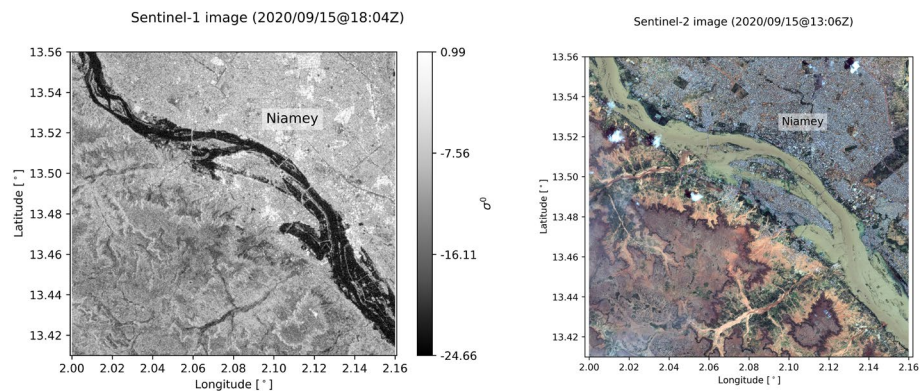 Sentinel-1 image (2020/09/15@18:04Z)
13.56
13.54
13.52
13.50
13.48
13.46
13.44
13.42
Latitude [°]
2.00 2.02 2.04 2.06 2.08 2.10 2.12 2.14 2.16
Longitude [°]
Niamey
0.99
-7.56
-16.11
-24.66
σ⁰
Sentinel-2 image (2020/09/15@13:06Z)
13.56
13.54
13.52
13.50
13.48
13.46
13.44
13.42
Latitude [°]
2.00 2.02 2.04 2.06 2.08 2.10 2.12 2.14 2.16
Longitude [°]
Niamey